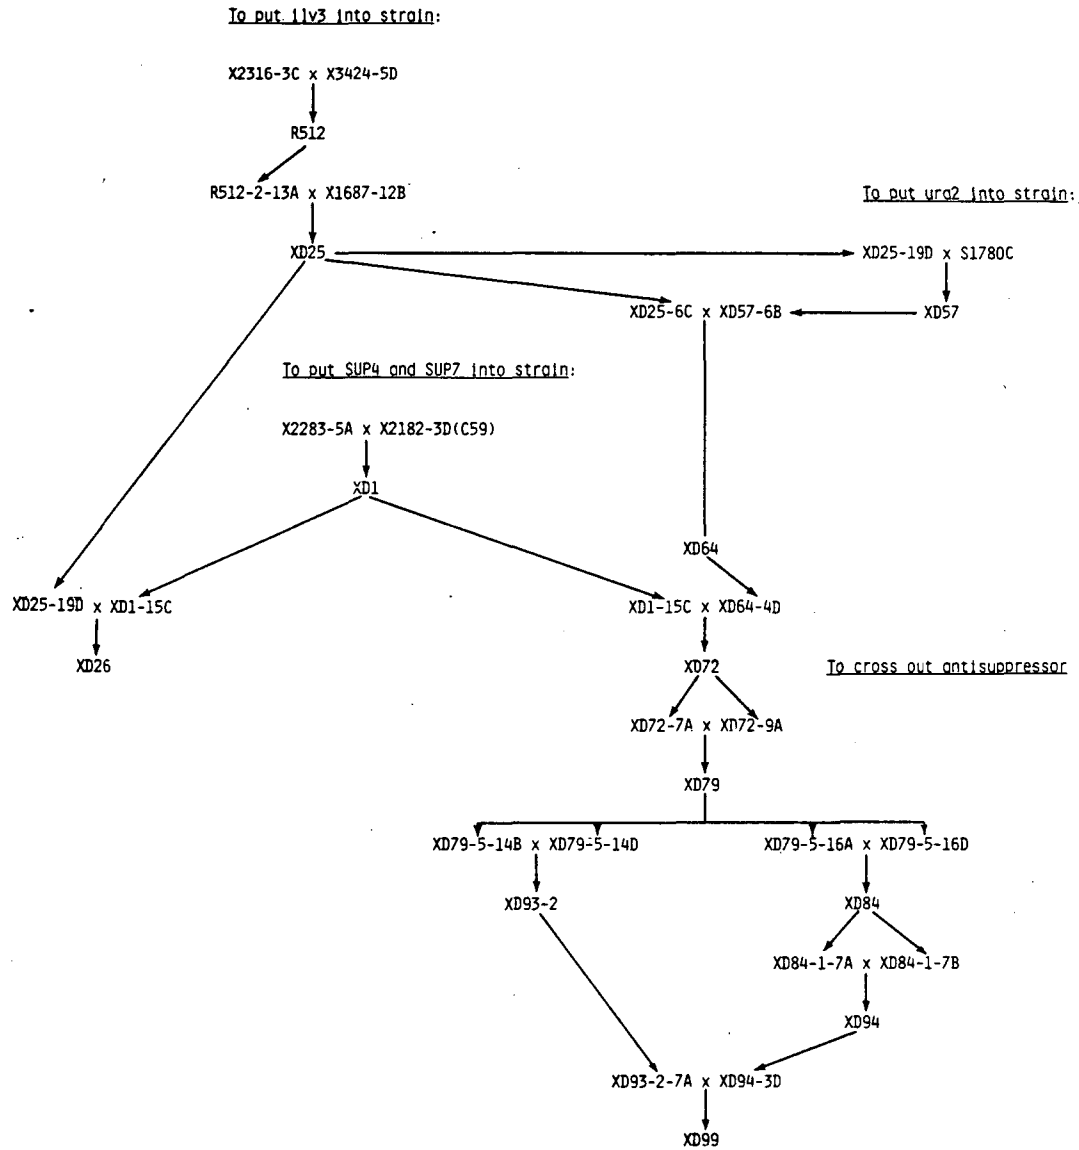 To put ilv3 into strain:
X2316-3C x X3424-5D
R512
R512-2-13A x X1687-12B
To put ura2 into strain:
XD25
XD25-19D x S1780C
XD25-6C x XD57-6B
XD57
To put SUP4 and SUP7 into strain:
X2283-5A x X2182-3D(C59)
XD1
XD64
XD25-19D x XD1-15C
XD1-15C x XD64-4D
XD26
XD72
To cross out antisuppressor
XD72-7A x XD72-9A
XD79
XD79-5-14B x XD79-5-14D
XD79-5-16A x XD79-5-16D
XD93-2
XD84
XD84-1-7A x XD84-1-7B
XD94
XD93-2-7A x XD94-3D
XD99